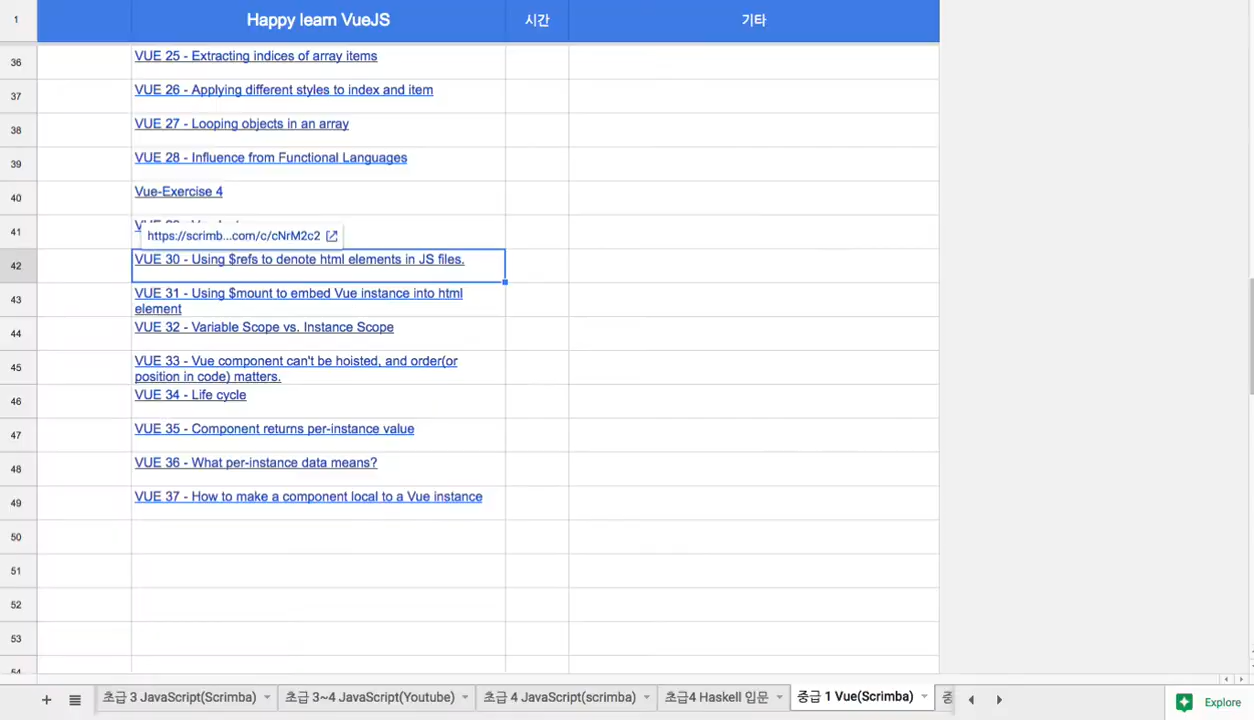 1 Happy learn VueJS 시간 기타
36 VUE 25 - Extracting indices of array items
37 VUE 26 - Applying different styles to index and item
38 VUE 27 - Looping objects in an array
39 VUE 28 - Influence from Functional Languages
40 Vue-Exercise 4
41
https://scrimb...com/c/cNrM2c2
42 VUE 30 - Using $refs to denote html elements in JS files.
43 VUE 31 - Using $mount to embed Vue instance into html
element
44 VUE 32 - Variable Scope vs. Instance Scope
45 VUE 33 - Vue component can't be hoisted, and order(or
position in code) matters.
46 VUE 34 - Life cycle
47 VUE 35 - Component returns per-instance value
48 VUE 36 - What per-instance data means?
49 VUE 37 - How to make a component local to a Vue instance
50
51
52
53
54
초급 3 JavaScript(Scrimba) 초급 3~4 JavaScript(Youtube) 초급 4 JavaScript(scrimba) 초급4 Haskell 입문 중급 1 Vue(Scrimba) Explore